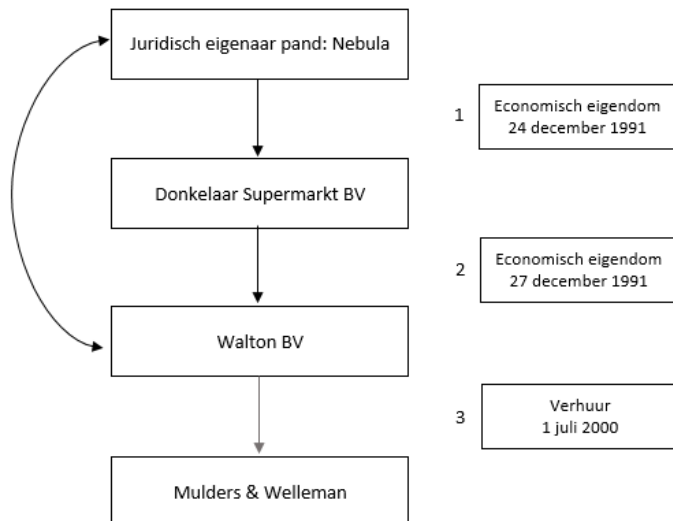 Juridisch eigenaar pand: Nebula
1
Economisch eigendom
24 december 1991
Donkelaar Supermarkt BV
2
Economisch eigendom
27 december 1991
Walton BV
3
Verhuur
1 juli 2000
Mulders & Welleman